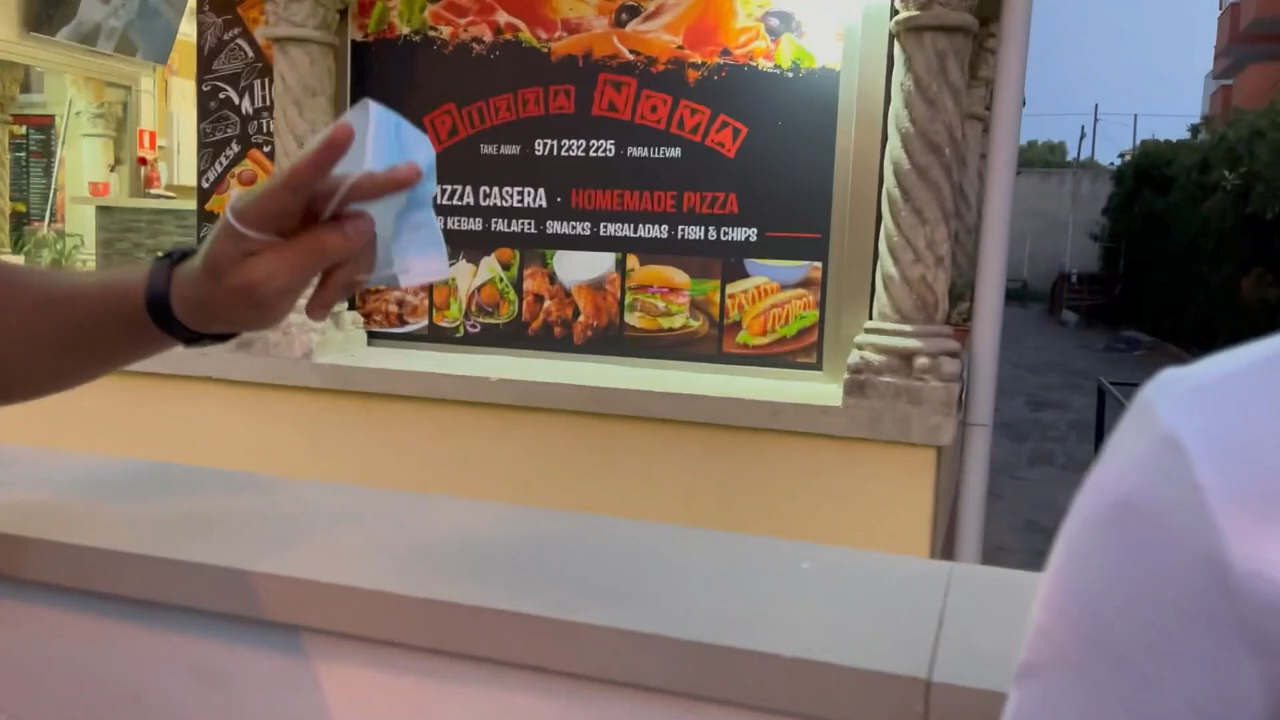 PIZZA NOVA
TAKE AWAY · 971 232 225 · PARA LLEVAR
IZZA CASERA · HOMEMADE PIZZA
R KEBAB · FALAFEL · SNACKS · ENSALADAS · FISH & CHIPS
CHEESE